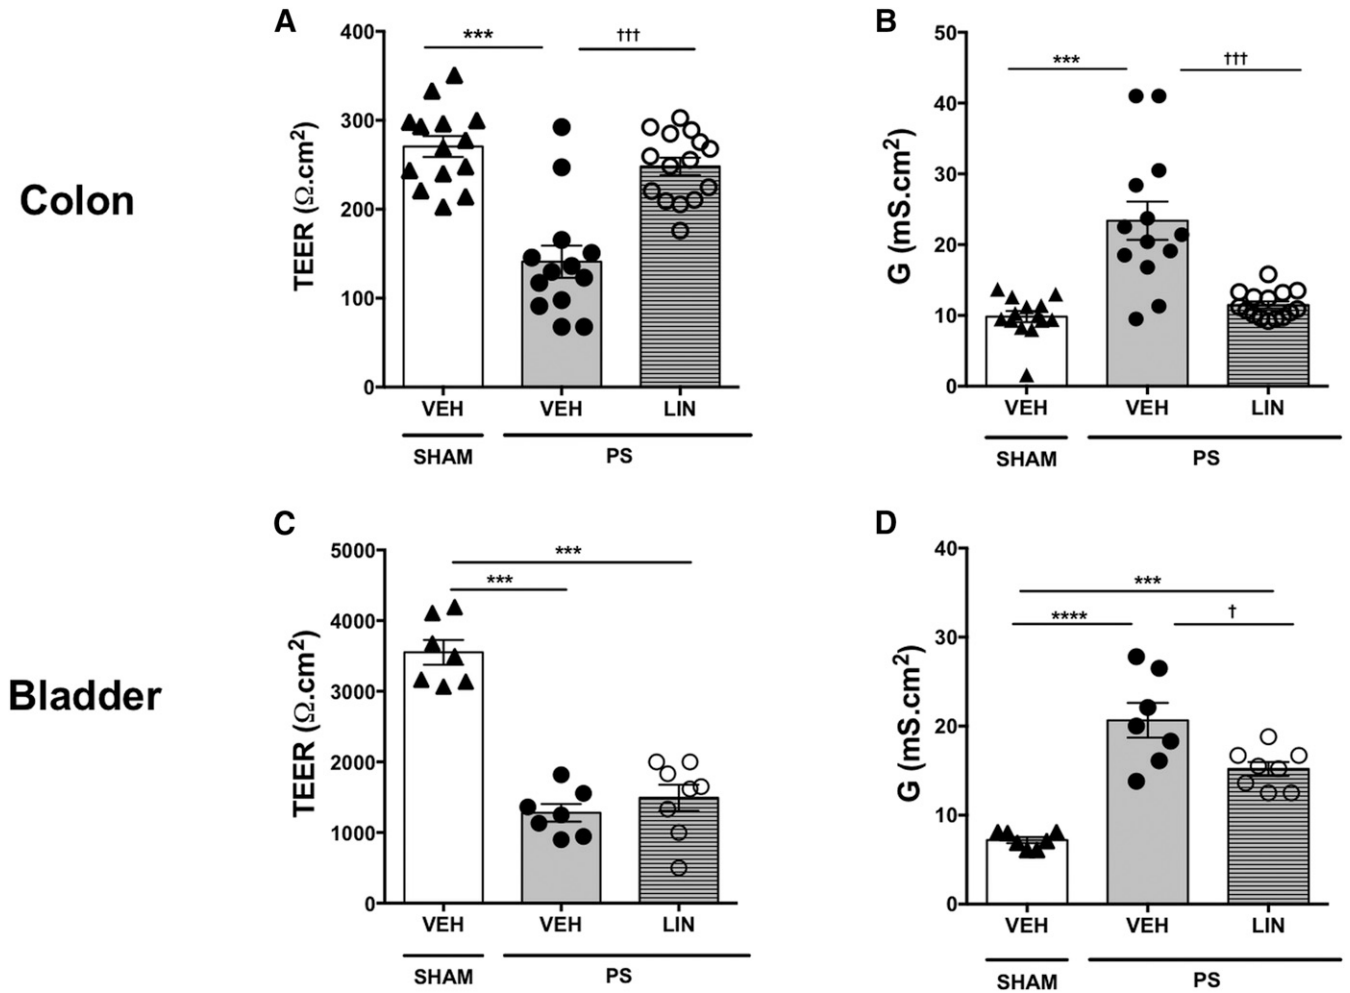 A
400
300
200
100
0
TEER (Ω.cm²)
***
†††
VEH
VEH
LIN
SHAM
PS
B
50
40
30
20
10
0
G (mS.cm²)
***
†††
VEH
VEH
LIN
SHAM
PS
Colon
C
5000
4000
3000
2000
1000
0
TEER (Ω.cm²)
***
***
VEH
VEH
LIN
SHAM
PS
D
40
30
20
10
0
G (mS.cm²)
***
****
†
VEH
VEH
LIN
SHAM
PS
Bladder